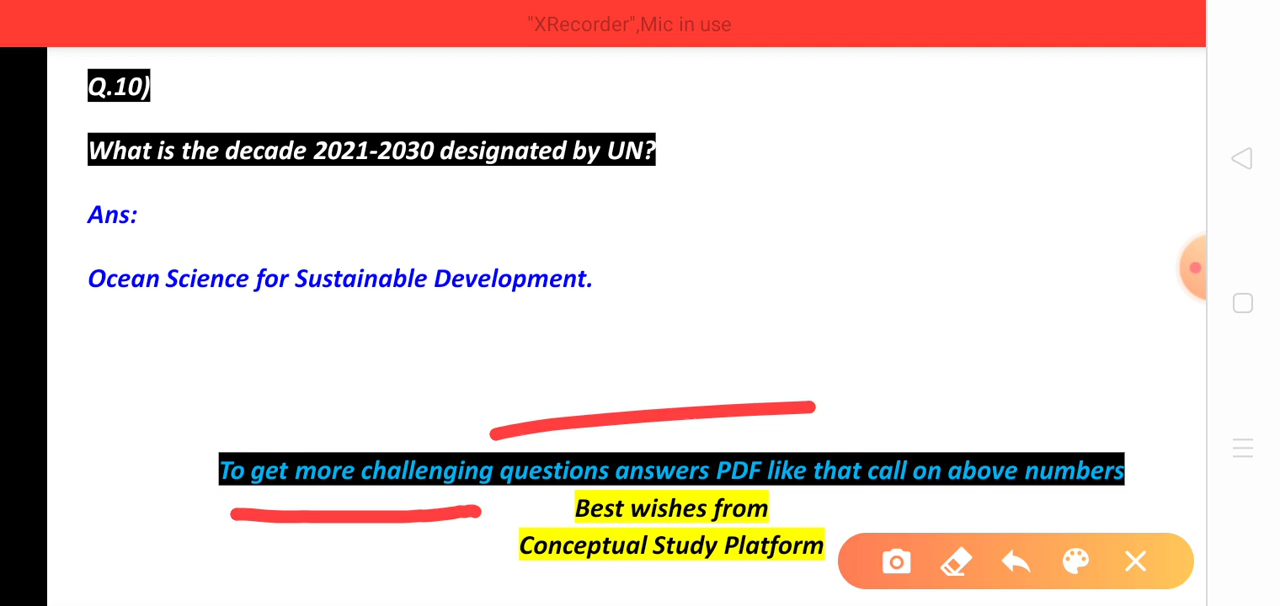 "XRecorder",Mic in use
Q.10)
What is the decade 2021-2030 designated by UN?
Ans:
Ocean Science for Sustainable Development.
To get more challenging questions answers PDF like that call on above numbers
Best wishes from
Conceptual Study Platform